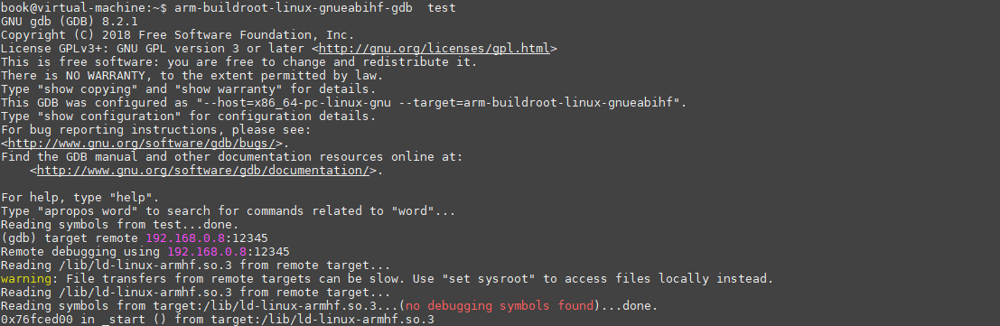 book@virtual-machine:~$ arm-buildroot-linux-gnueabihf-gdb  test
GNU gdb (GDB) 8.2.1
Copyright (C) 2018 Free Software Foundation, Inc.
License GPLv3+: GNU GPL version 3 or later <http://gnu.org/licenses/gpl.html>
This is free software: you are free to change and redistribute it.
There is NO WARRANTY, to the extent permitted by law.
Type "show copying" and "show warranty" for details.
This GDB was configured as "--host=x86_64-pc-linux-gnu --target=arm-buildroot-linux-gnueabihf".
Type "show configuration" for configuration details.
For bug reporting instructions, please see:
<http://www.gnu.org/software/gdb/bugs/>.
Find the GDB manual and other documentation resources online at:
    <http://www.gnu.org/software/gdb/documentation/>.

For help, type "help".
Type "apropos word" to search for commands related to "word"...
Reading symbols from test...done.
(gdb) target remote 192.168.0.8:12345
Remote debugging using 192.168.0.8:12345
Reading /lib/ld-linux-armhf.so.3 from remote target...
warning: File transfers from remote targets can be slow. Use "set sysroot" to access files locally instead.
Reading /lib/ld-linux-armhf.so.3 from remote target...
Reading symbols from target:/lib/ld-linux-armhf.so.3...(no debugging symbols found)...done.
0x76fced00 in _start () from target:/lib/ld-linux-armhf.so.3